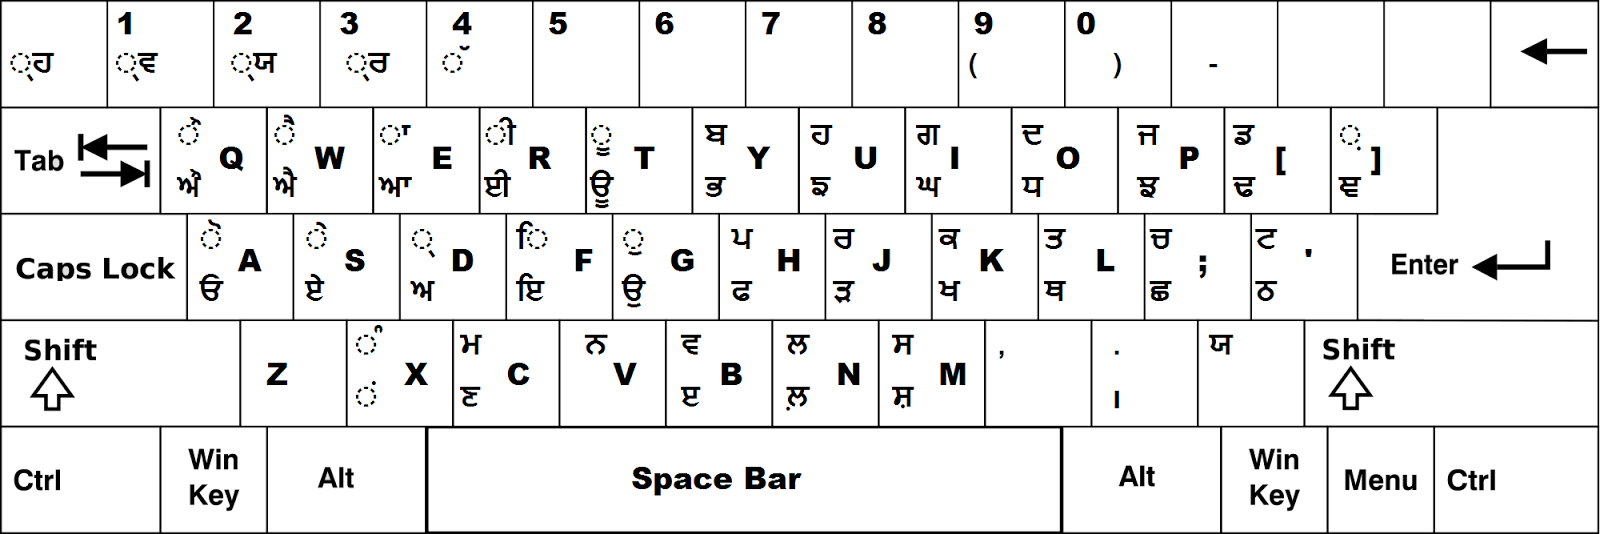 1 2 3 4 5 6 7 8 9 0
◌੍ਹ ◌੍ਵ ◌੍ਯ ◌੍ਰ ◌ੱ ( ) -
◌ੌ ◌ੈ ◌ਾ ◌ੀ ◌ੂ ਬ ਹ ਗ ਦ ਜ ਡ ◌਼
Tab Q W E R T Y U I O P [ ]
ਔ ਐ ਆ ਈ ਊ ਭ ਙ ਘ ਧ ਝ ਢ ਞ
◌ੋ ◌ੇ ◌੍ ◌ਿ ◌ੁ ਪ ਰ ਕ ਤ ਚ ਟ
Caps Lock A S D F G H J K L ; ' Enter
ਓ ਏ ਅ ਇ ਉ ਫ ੜ ਖ ਥ ਛ ਠ
◌ੰ ਮ ਨ ਵ ਲ ਸ , . ਯ
Shift Z X C V B N M Shift
◌ਂ ਣ ੲ ਲ਼ ਸ਼ ।
Ctrl Win Key Alt Space Bar Alt Win Key Menu Ctrl